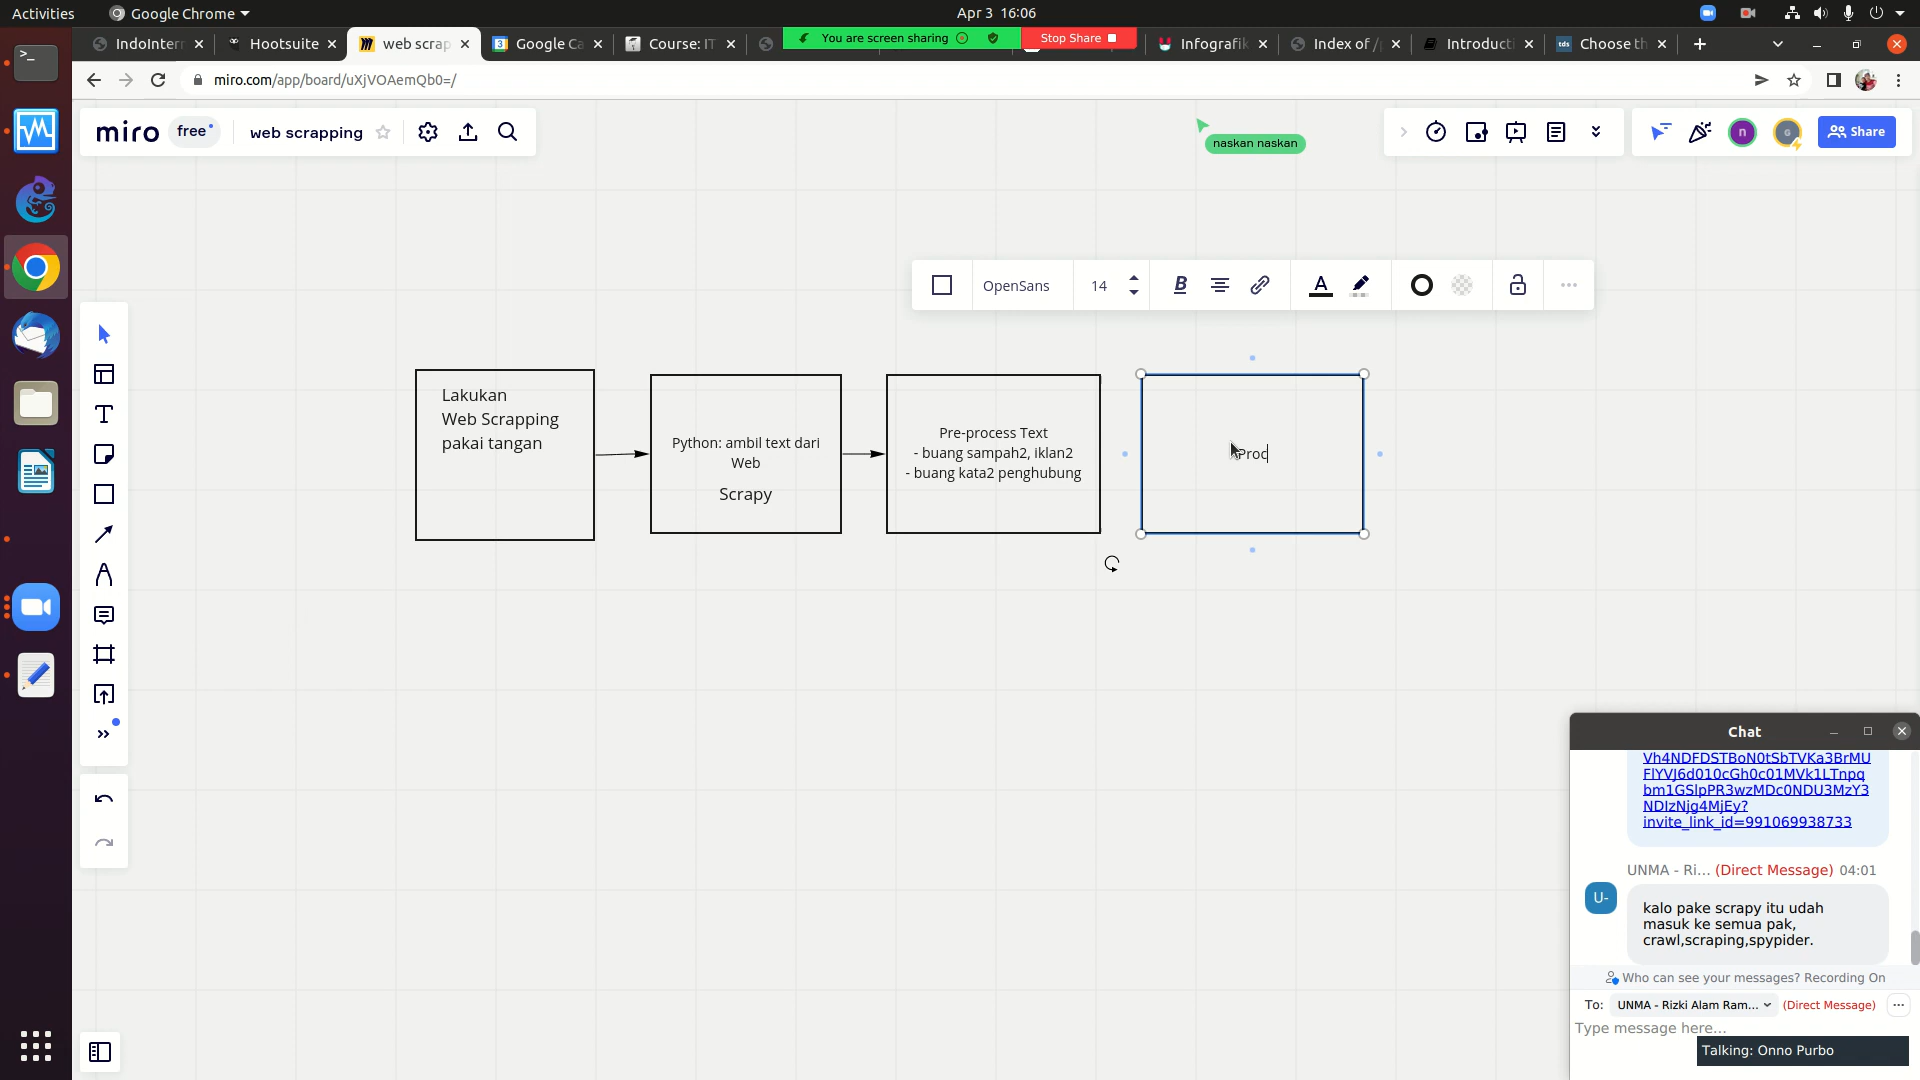 Activities
Google Chrome
Apr 3 16:06
IndoInter
Hootsuite
web scrap
Google Ca
Course: IT
You are screen sharing
Stop Share
Infografik
Index of /
Introducti
Choose th
miro.com/app/board/uXjVOAemQb0=/
miro
free
web scrapping
naskan naskan
n
G
Share
OpenSans
14
B
A
Lakukan
Web Scrapping
pakai tangan
Python: ambil text dari
Web
Scrapy
Pre-process Text
- buang sampah2, iklan2
- buang kata2 penghubung
Proc
Chat
Vh4NDFDSTBoN0tSbTVKa3BrMU
FlYVJ6d010cGh0c01MVk1LTnpq
bm1GSlpPR3wzMDc0NDU3MzY3
NDIzNjg4MjEy?
invite_link_id=991069938733
UNMA - Ri... (Direct Message) 04:01
U-
kalo pake scrapy itu udah
masuk ke semua pak,
crawl,scraping,spypider.
Who can see your messages? Recording On
To: UNMA - Rizki Alam Ram... (Direct Message)
Type message here...
Talking: Onno Purbo